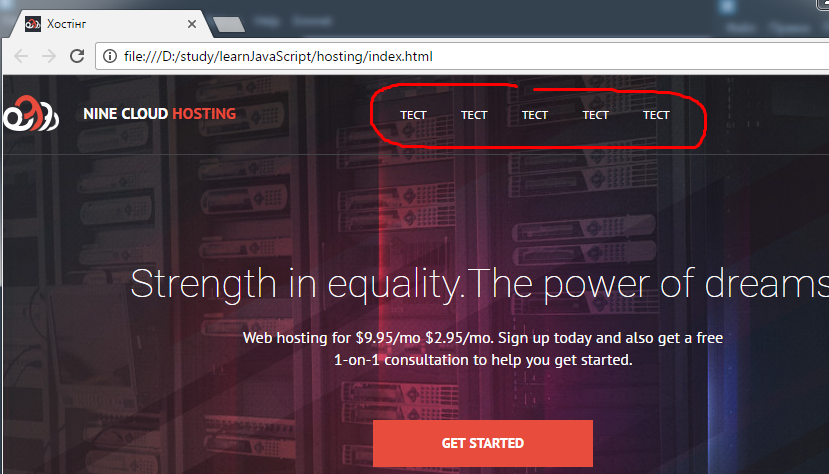 Хостінг
file:///D:/study/learnJavaScript/hosting/index.html
NINE CLOUD HOSTING
ТЕСТ ТЕСТ ТЕСТ ТЕСТ ТЕСТ
Strength in equality.The power of dreams
Web hosting for $9.95/mo $2.95/mo. Sign up today and also get a free
1-on-1 consultation to help you get started.
GET STARTED